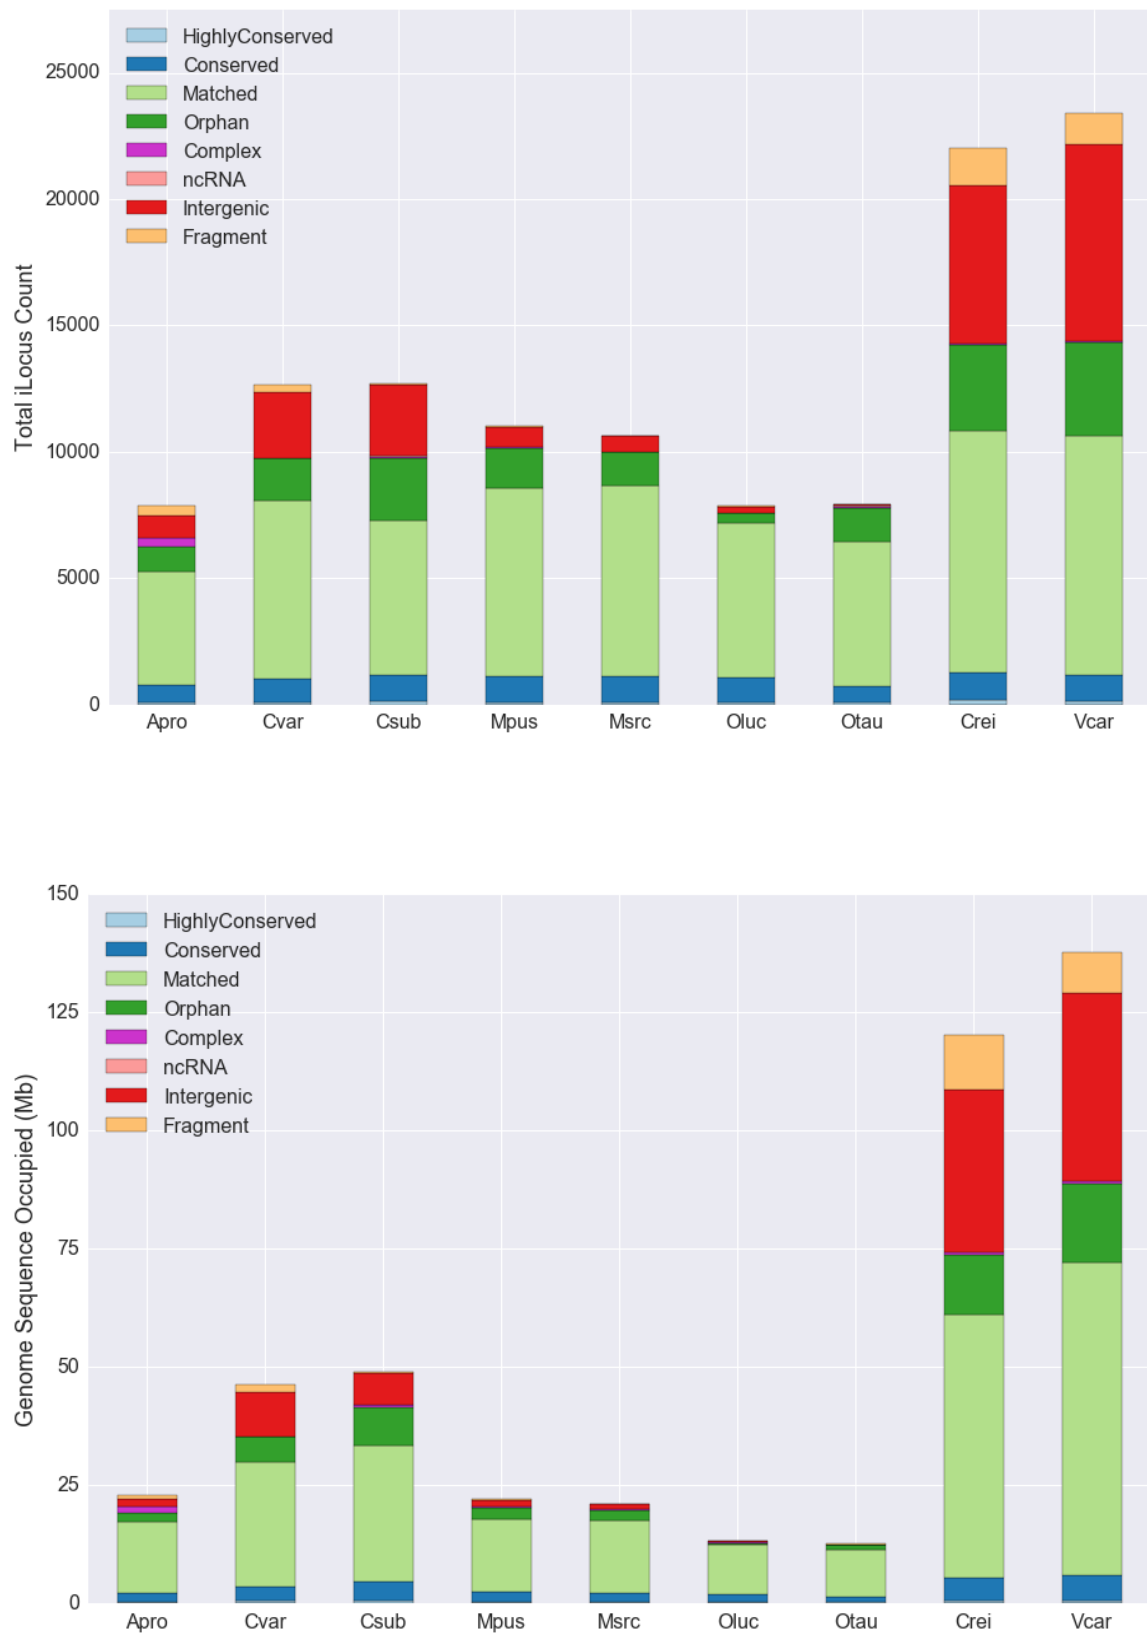 HighlyConserved
Conserved
Matched
Orphan
Complex
ncRNA
Intergenic
Fragment
Total iLocus Count
25000
20000
15000
10000
5000
0
Apro Cvar Csub Mpus Msrc Oluc Otau Crei Vcar
HighlyConserved
Conserved
Matched
Orphan
Complex
ncRNA
Intergenic
Fragment
Genome Sequence Occupied (Mb)
150
125
100
75
50
25
0
Apro Cvar Csub Mpus Msrc Oluc Otau Crei Vcar